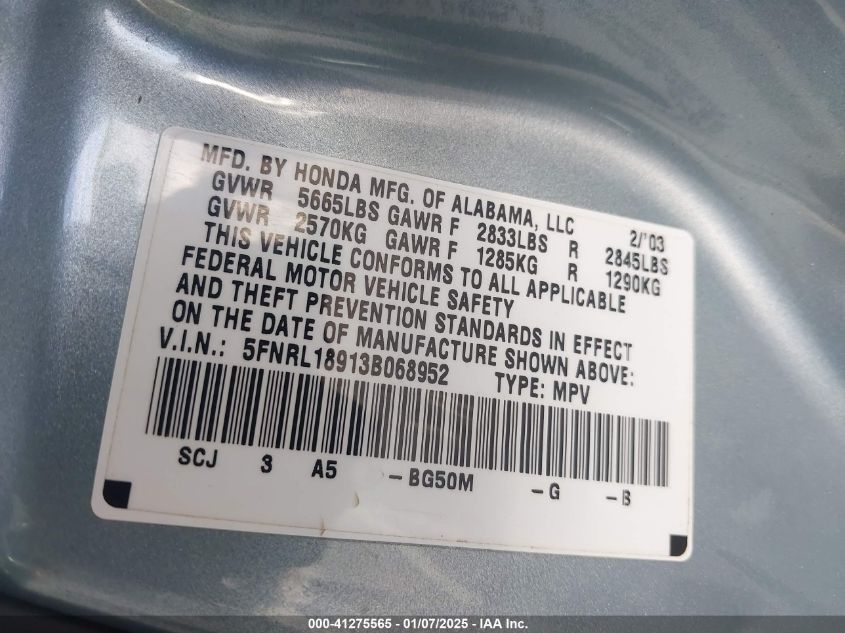 MFD. BY HONDA MFG. OF ALABAMA, LLC 2/'03
GVWR 5665LBS GAWR F 2833LBS R 2845LBS
GVWR 2570KG GAWR F 1285KG R 1290KG
THIS VEHICLE CONFORMS TO ALL APPLICABLE
FEDERAL MOTOR VEHICLE SAFETY
AND THEFT PREVENTION STANDARDS IN EFFECT
ON THE DATE OF MANUFACTURE SHOWN ABOVE:
V.I.N.: 5FNRL18913B068952 TYPE: MPV
SCJ 3 A5 -BG50M -G -B
000-41275565 - 01/07/2025 - IAA Inc.